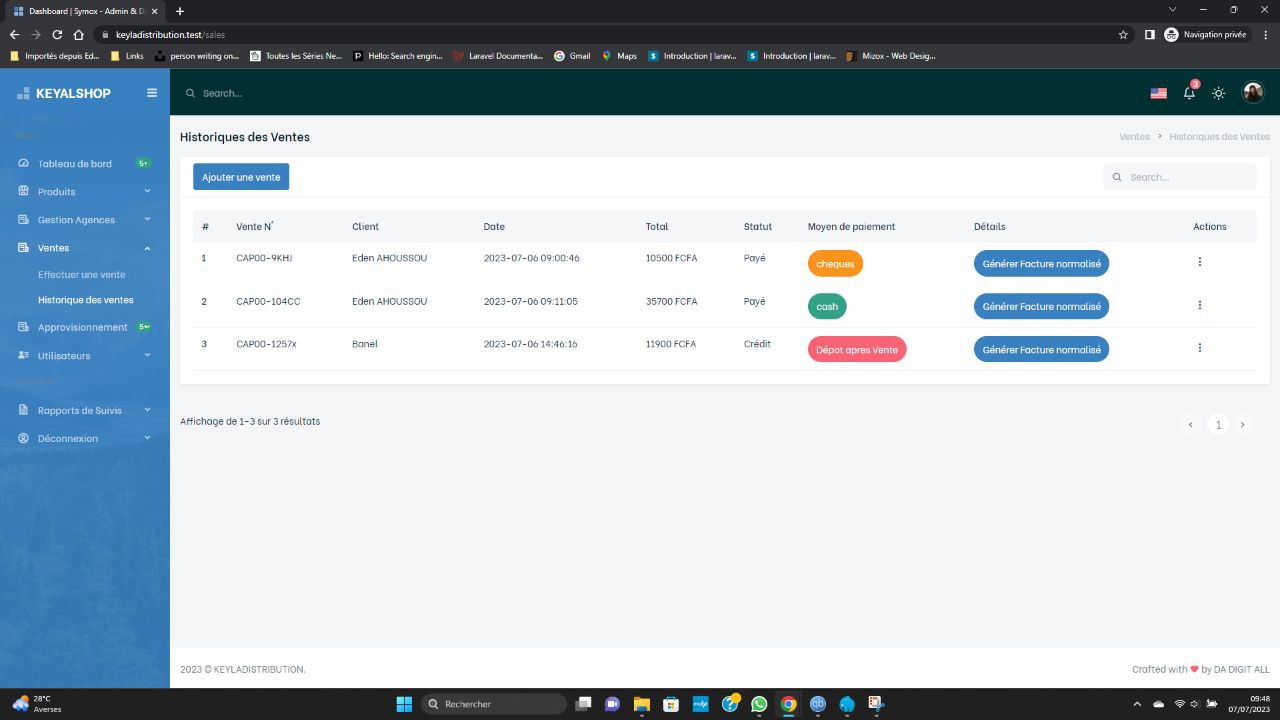 Dashboard | Symox - Admin & D
keyladistribution.test/sales
Navigation privée
Importés depuis Ed... Links person writing on... Toutes les Séries Ne... Hello: Search engin... Laravel Documenta... Gmail Maps Introduction | larav... Introduction | larav... Mizox - Web Desig...
KEYALSHOP
Search...
3
Historiques des Ventes
Ventes > Historiques des Ventes
Tableau de bord 5+
Produits
Gestion Agences
Ventes
Effectuer une vente
Historique des ventes
Approvisionnement
Utilisateurs
Rapports de Suivis
Déconnexion
Ajouter une vente
Search...
# Vente N° Client Date Total Statut Moyen de paiement Détails Actions
1 CAP00-9KHJ Eden AHOUSSOU 2023-07-06 09:00:46 10500 FCFA Payé cheques Générer Facture normalisé
2 CAP00-104CC Eden AHOUSSOU 2023-07-06 09:11:05 35700 FCFA Payé cash Générer Facture normalisé
3 CAP00-1257x Banel 2023-07-06 14:46:16 11900 FCFA Crédit Dépot apres Vente Générer Facture normalisé
Affichage de 1-3 sur 3 résultats
‹ 1 ›
2023 © KEYLADISTRIBUTION.
Crafted with ❤ by DA DIGIT ALL
28°C
Averses
Rechercher
09:48
07/07/2023